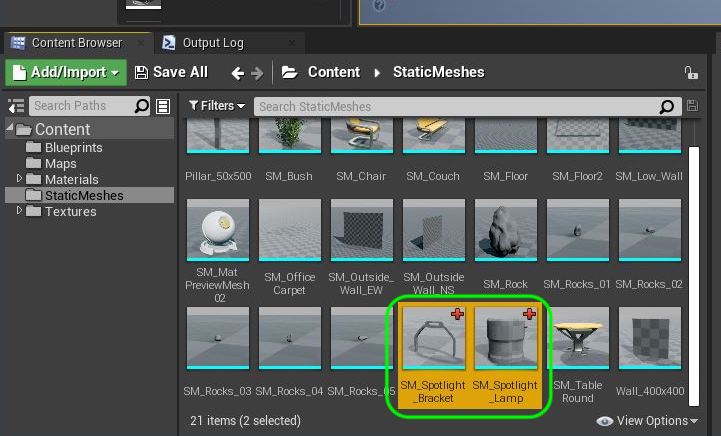 Content Browser
Output Log
Add/Import
Save All
Content
StaticMeshes
Search Paths
Filters
Search StaticMeshes
Content
Blueprints
Maps
Materials
StaticMeshes
Textures
Pillar_50x500
SM_Bush
SM_Chair
SM_Couch
SM_Floor
SM_Floor2
SM_Low_Wall
SM_Mat
PreviewMesh
02
SM_Office
Carpet
SM_Outside_
Wall_EW
SM_Outside
Wall_NS
SM_Rock
SM_Rocks_01
SM_Rocks_02
SM_Rocks_03
SM_Rocks_04
SM_Rocks_05
SM_Spotlight
_Bracket
SM_Spotlight
_Lamp
SM_Table
Round
Wall_400x400
21 items (2 selected)
View Options